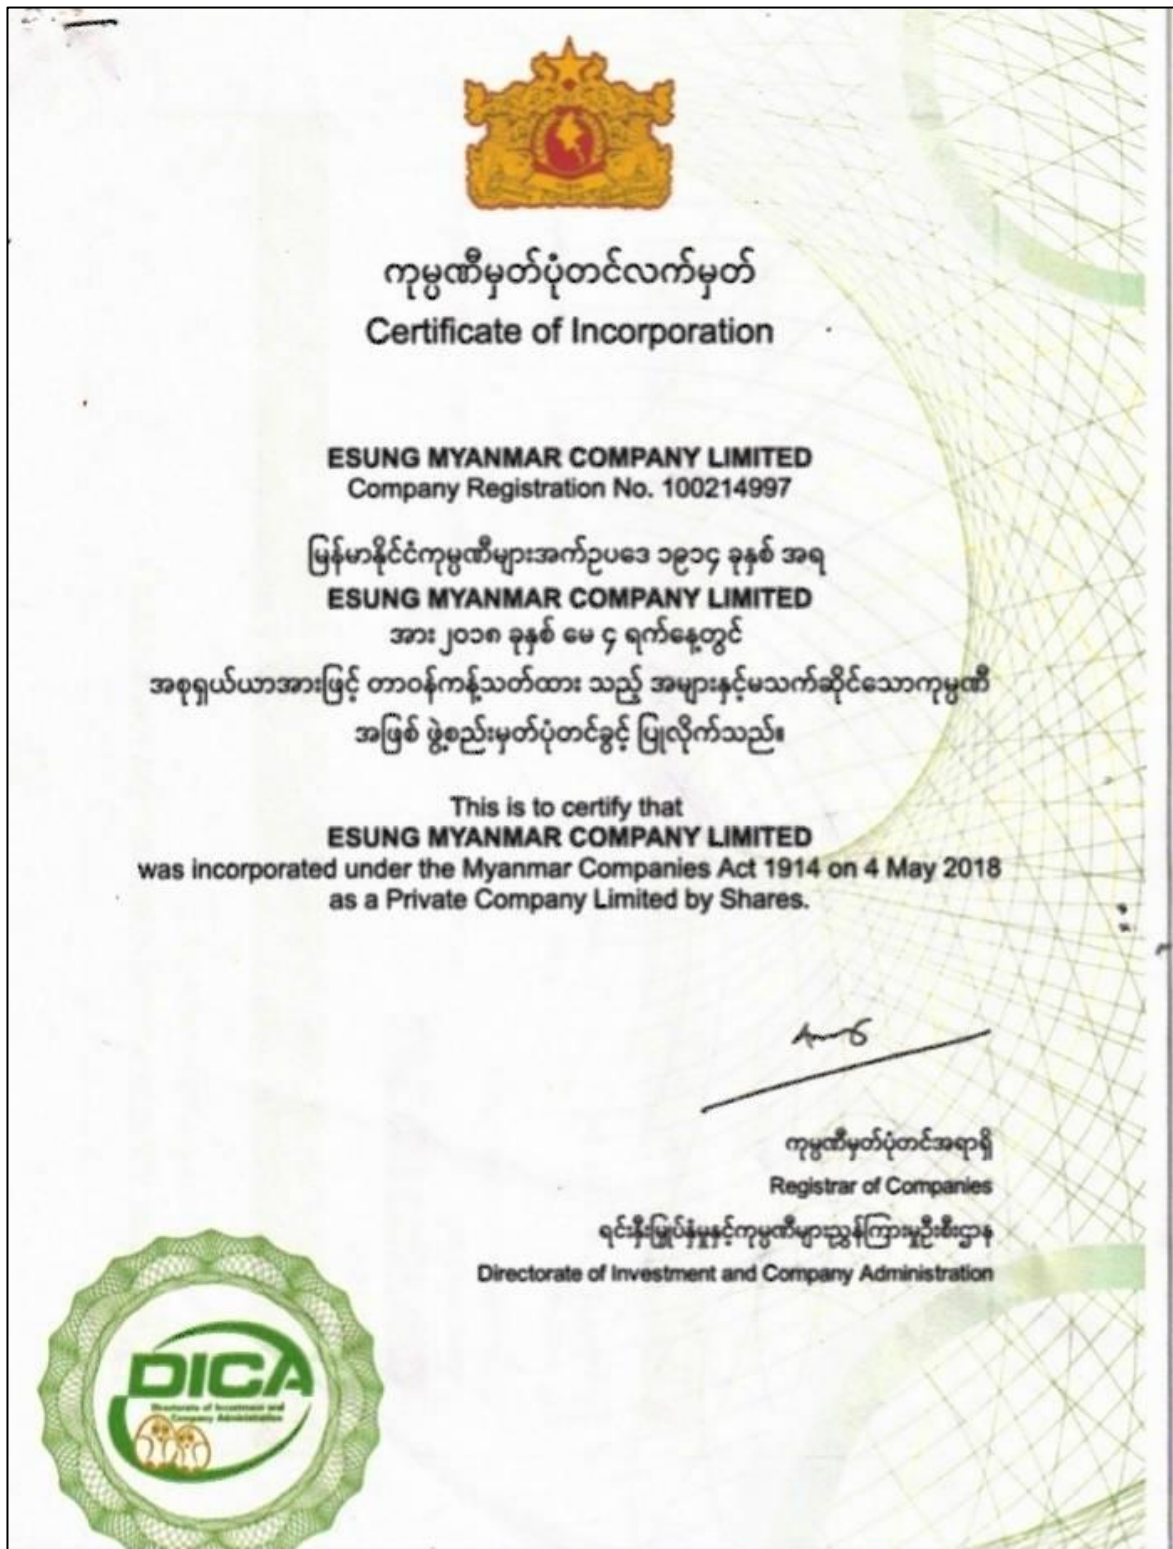 ကုမ္ပဏီမှတ်ပုံတင်လက်မှတ်
Certificate of Incorporation
ESUNG MYANMAR COMPANY LIMITED
Company Registration No. 100214997
မြန်မာနိုင်ငံကုမ္ပဏီများအက်ဥပဒေ ၁၉၁၄ ခုနှစ် အရ
ESUNG MYANMAR COMPANY LIMITED
အား၂၀၁၈ ခုနှစ် မေ ၄ ရက်နေ့တွင်
အစုရှယ်ယာအားဖြင့် တာဝန်ကန့်သတ်ထား သည့် အများနှင့်မသက်ဆိုင်သောကုမ္ပဏီ
အဖြစ် ဖွဲ့စည်းမှတ်ပုံတင်ခွင့် ပြုလိုက်သည်။
This is to certify that
ESUNG MYANMAR COMPANY LIMITED
was incorporated under the Myanmar Companies Act 1914 on 4 May 2018
as a Private Company Limited by Shares.
ကုမ္ပဏီမှတ်ပုံတင်အရာရှိ
Registrar of Companies
ရင်းနှီးမြှုပ်နှံမှုနှင့်ကုမ္ပဏီများညွှန်ကြားမှုဦးစီးဌာန
Directorate of Investment and Company Administration
DICA
Directorate of Investment and
Company Administration